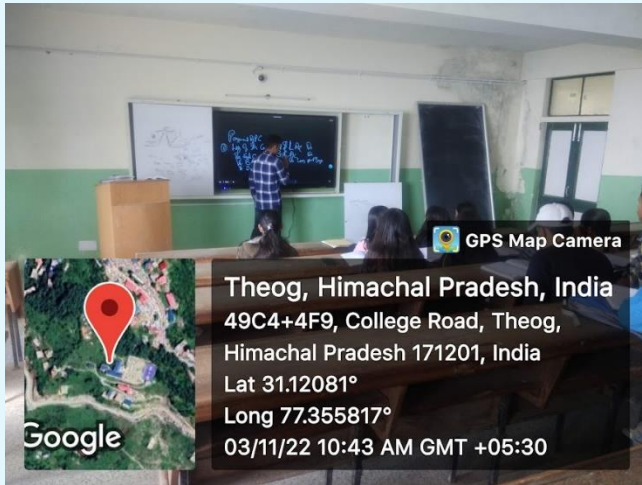 GPS Map Camera
Theog, Himachal Pradesh, India
49C4+4F9, College Road, Theog,
Himachal Pradesh 171201, India
Lat 31.12081°
Long 77.355817°
03/11/22 10:43 AM GMT +05:30
Google